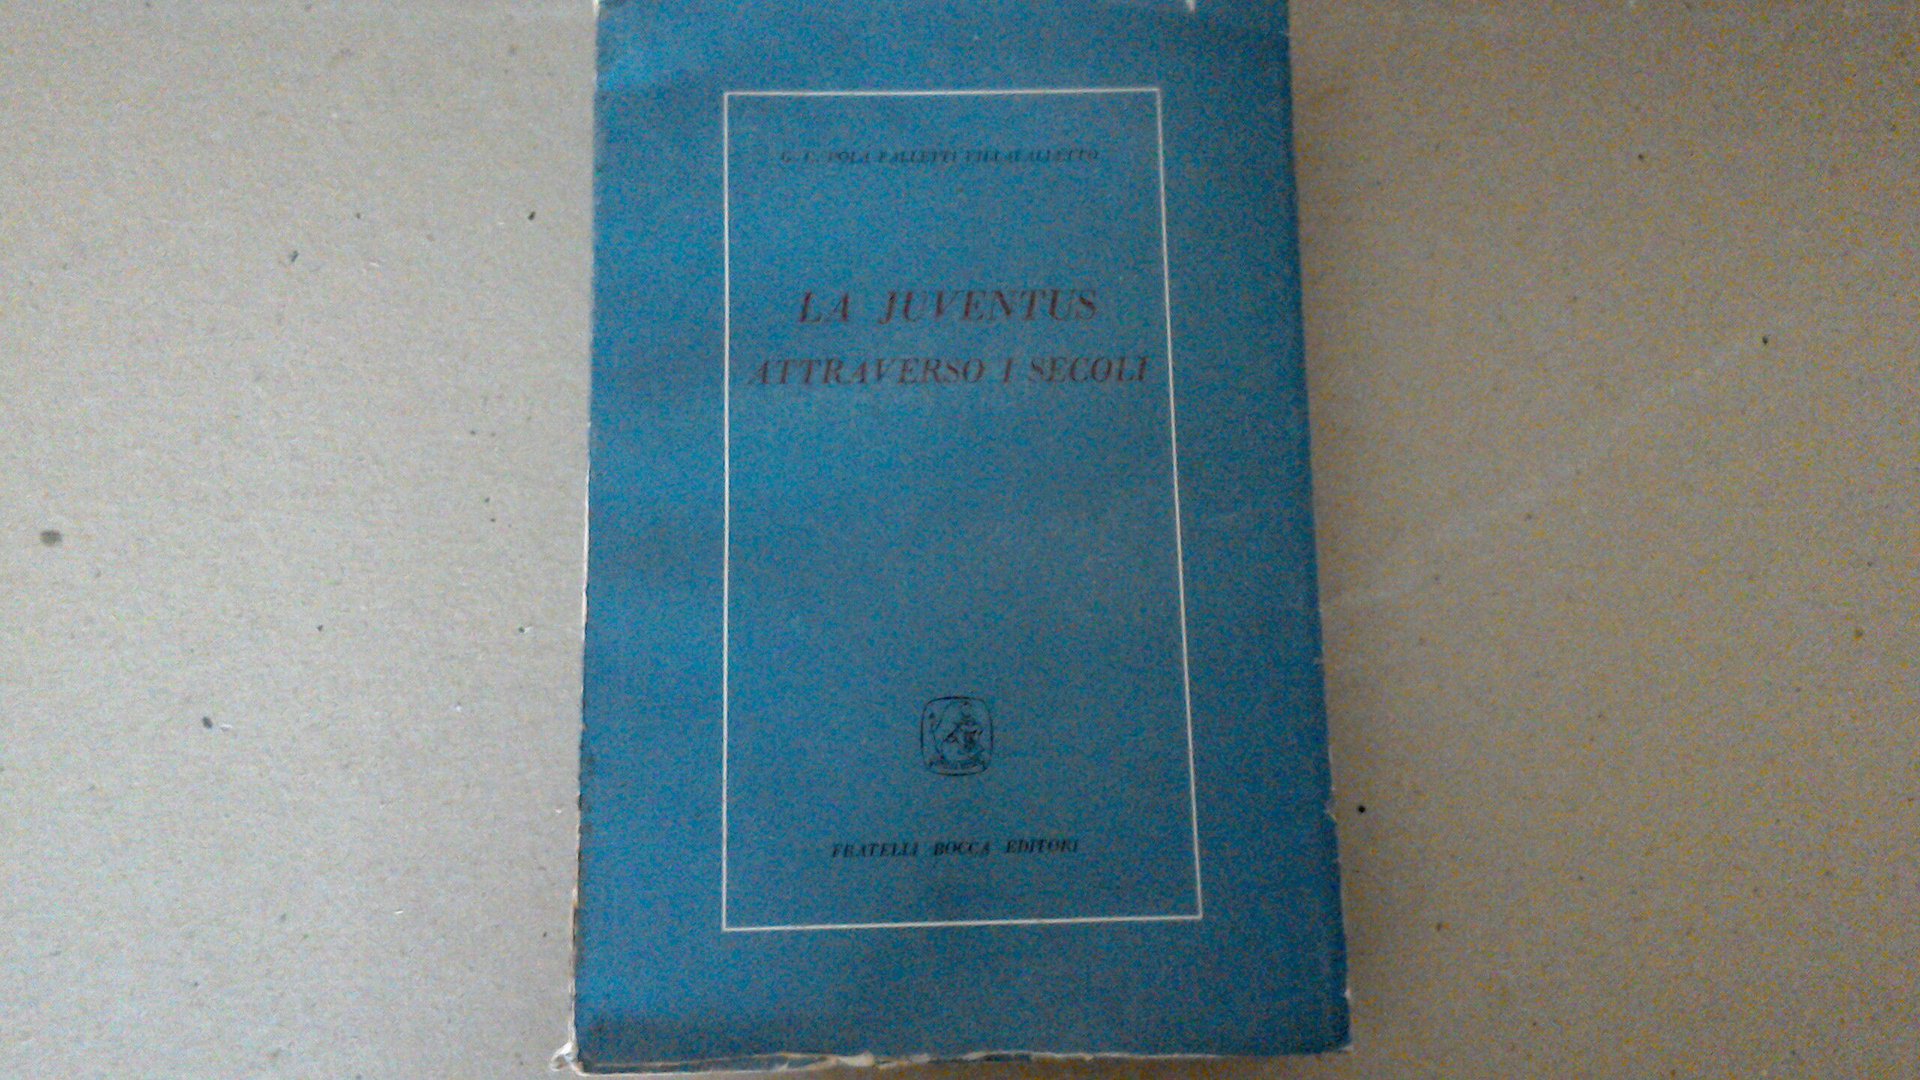 G. C. POLA FALLETTI VILLAFALLETTO
LA JUVENTUS
ATTRAVERSO I SECOLI
FRATELLI BOCCA EDITORI